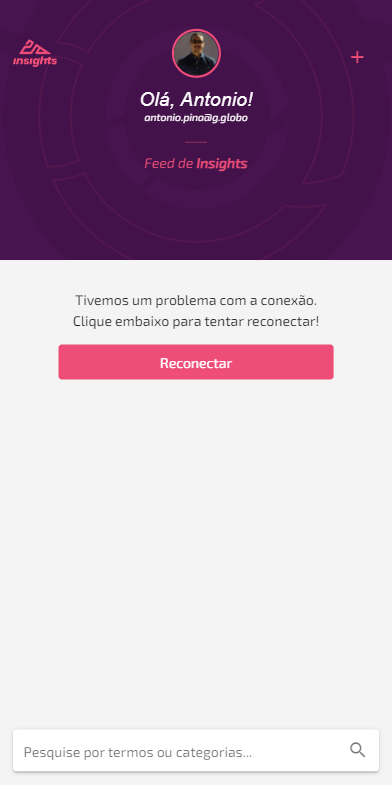 insights
Olá, Antonio!
antonio.pina@g.globo
Feed de Insights
Tivemos um problema com a conexão.
Clique embaixo para tentar reconectar!
Reconectar
Pesquise por termos ou categorias...